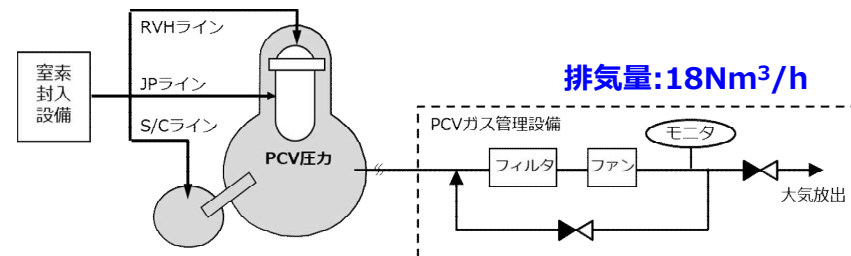 RVHライン
窒素
封入
設備
JPライン
S/Cライン
PCV圧力
排気量:18Nm³/h
PCVガス管理設備
モニタ
フィルタ
ファン
大気放出